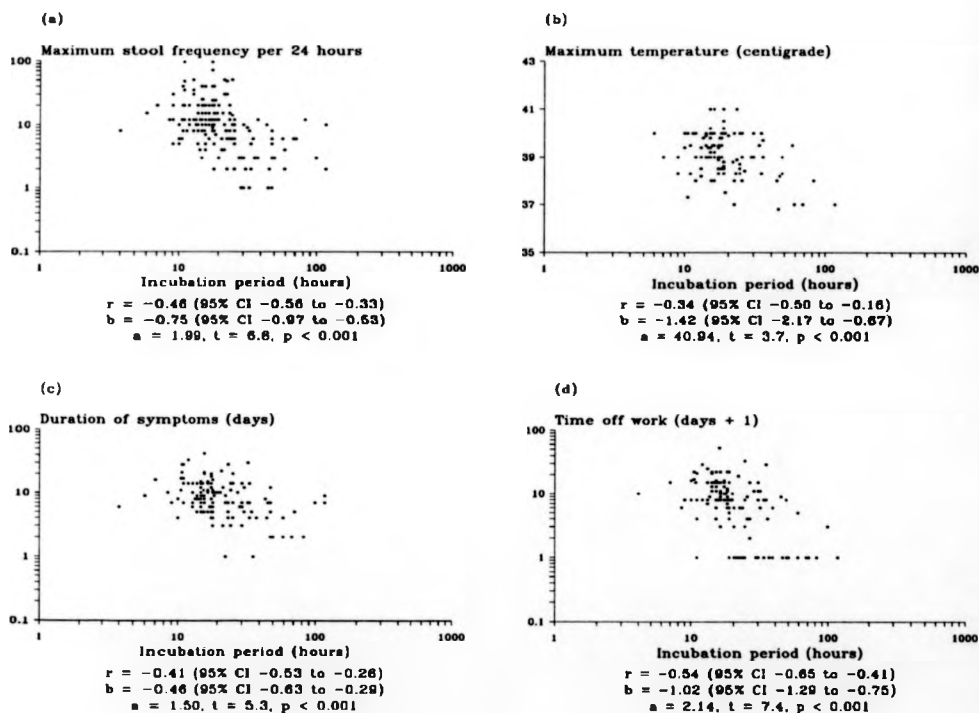 (a)
Maximum stool frequency per 24 hours
100
10
1
0.1
1 10 100 1000
Incubation period (hours)
r = -0.46 (95% CI -0.56 to -0.33)
b = -0.75 (95% CI -0.97 to -0.53)
a = 1.99, t = 6.6, p < 0.001
(b)
Maximum temperature (centigrade)
43
41
39
37
35
1 10 100 1000
Incubation period (hours)
r = -0.34 (95% CI -0.50 to -0.16)
b = -1.42 (95% CI -2.17 to -0.67)
a = 40.94, t = 3.7, p < 0.001
(c)
Duration of symptoms (days)
100
10
1
0.1
1 10 100 1000
Incubation period (hours)
r = -0.41 (95% CI -0.53 to -0.26)
b = -0.46 (95% CI -0.63 to -0.29)
a = 1.50, t = 5.3, p < 0.001
(d)
Time off work (days + 1)
100
10
1
0.1
1 10 100 1000
Incubation period (hours)
r = -0.54 (95% CI -0.65 to -0.41)
b = -1.02 (95% CI -1.29 to -0.75)
a = 2.14, t = 7.4, p < 0.001